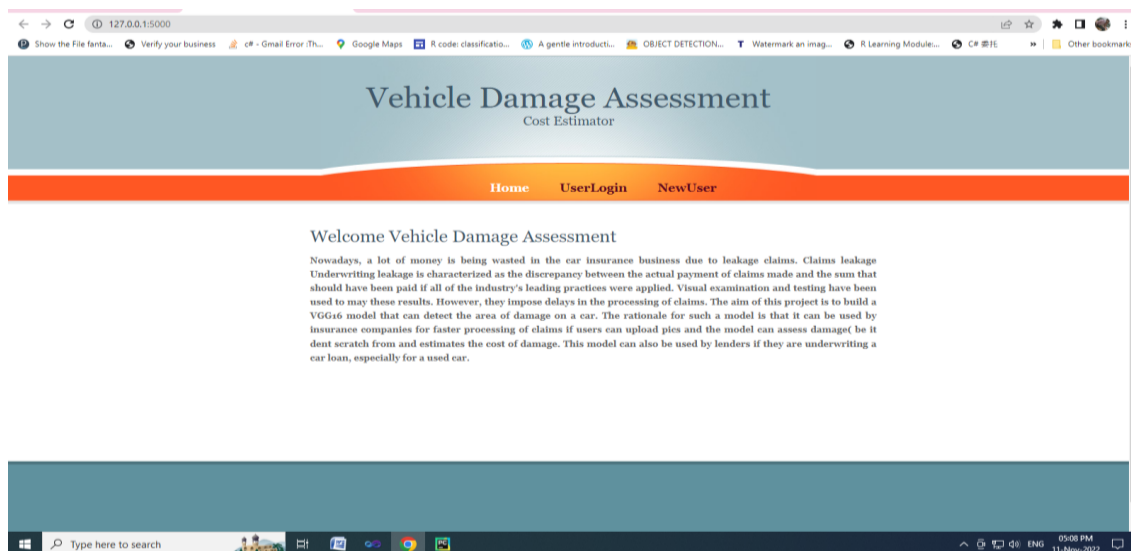 127.0.0.1:5000
Show the File fanta... Verify your business c# - Gmail Error :Th... Google Maps R code: classificatio... A gentle introducti... OBJECT DETECTION... T Watermark an imag... R Learning Module:... C# 委托 » Other bookmark
Vehicle Damage Assessment
Cost Estimator
Home UserLogin NewUser
Welcome Vehicle Damage Assessment
Nowadays, a lot of money is being wasted in the car insurance business due to leakage claims. Claims leakage
Underwriting leakage is characterized as the discrepancy between the actual payment of claims made and the sum that
should have been paid if all of the industry's leading practices were applied. Visual examination and testing have been
used to may these results. However, they impose delays in the processing of claims. The aim of this project is to build a
VGG16 model that can detect the area of damage on a car. The rationale for such a model is that it can be used by
insurance companies for faster processing of claims if users can upload pics and the model can assess damage( be it
dent scratch from and estimates the cost of damage. This model can also be used by lenders if they are underwriting a
car loan, especially for a used car.
Type here to search
ENG
05:08 PM
11-Nov-2022